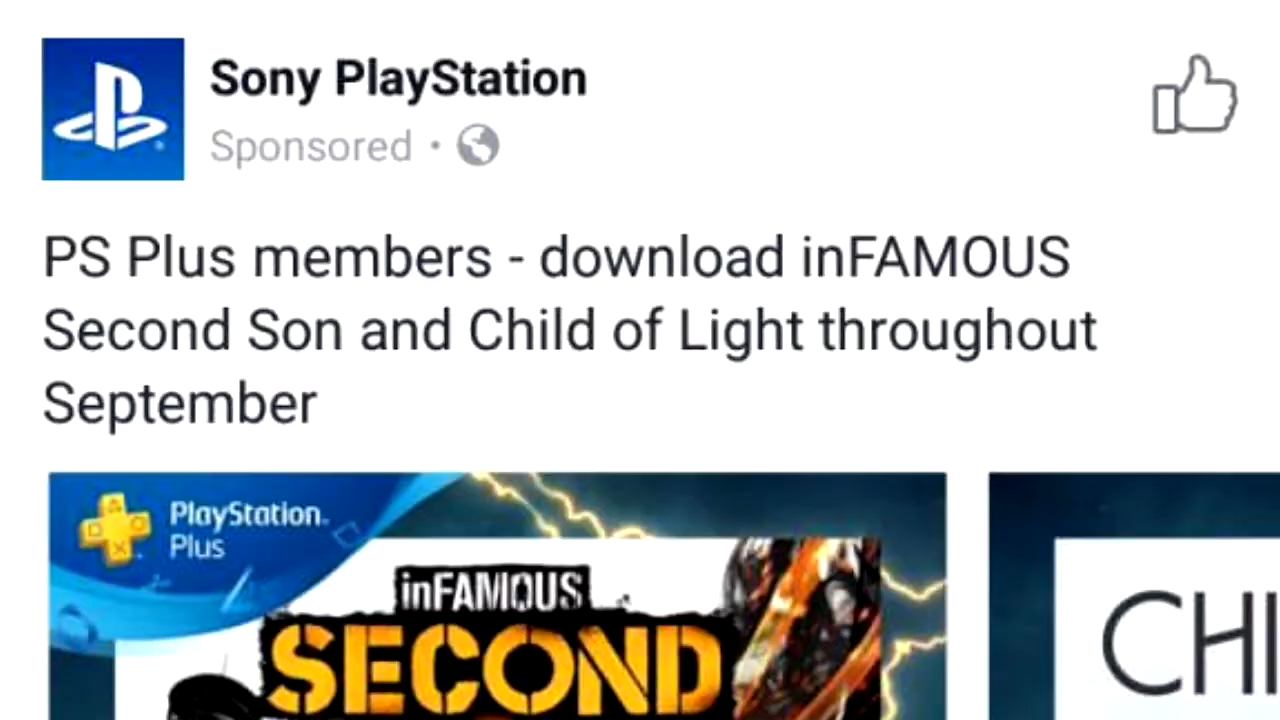 Sony PlayStation
Sponsored ·
PS Plus members - download inFAMOUS
Second Son and Child of Light throughout
September
PlayStation
Plus
inFAMOUS
SECOND
CHI